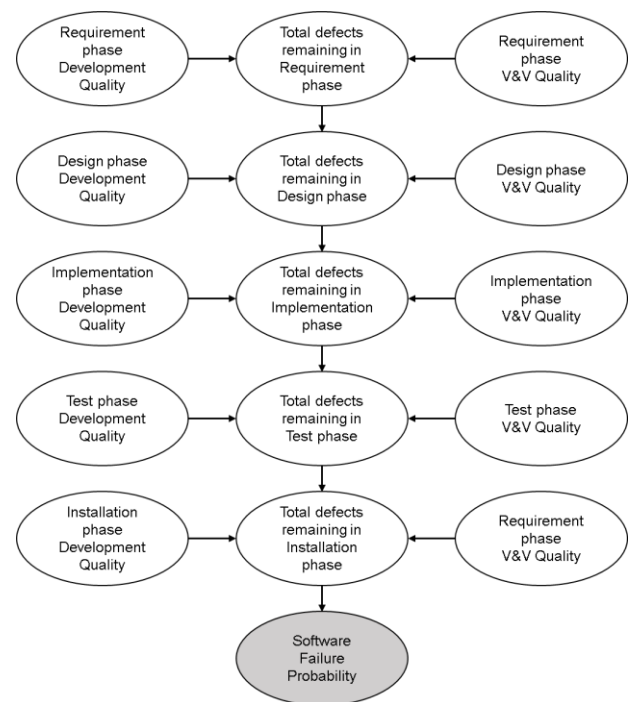 Requirement
phase
Development
Quality
Total defects
remaining in
Requirement
phase
Requirement
phase
V&V Quality
Design phase
Development
Quality
Total defects
remaining in
Design phase
Design phase
V&V Quality
Implementation
phase
Development
Quality
Total defects
remaining in
Implementation
phase
Implementation
phase
V&V Quality
Test phase
Development
Quality
Total defects
remaining in
Test phase
Test phase
V&V Quality
Installation
phase
Development
Quality
Total defects
remaining in
Installation
phase
Requirement
phase
V&V Quality
Software
Failure
Probability